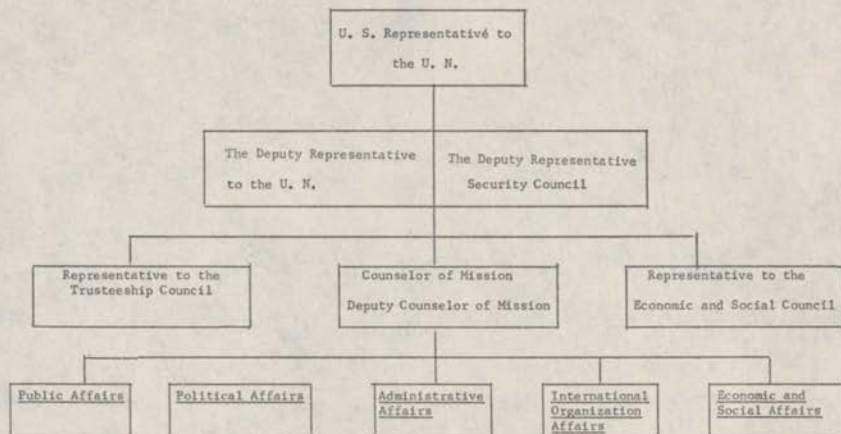 U. S. Representative to
the U. N.
The Deputy Representative
to the U. N.
The Deputy Representative
Security Council
Representative to the
Trusteeship Council
Counselor of Mission
Deputy Counselor of Mission
Representative to the
Economic and Social Council
Public Affairs
Political Affairs
Administrative
Affairs
International
Organization
Affairs
Economic and
Social Affairs